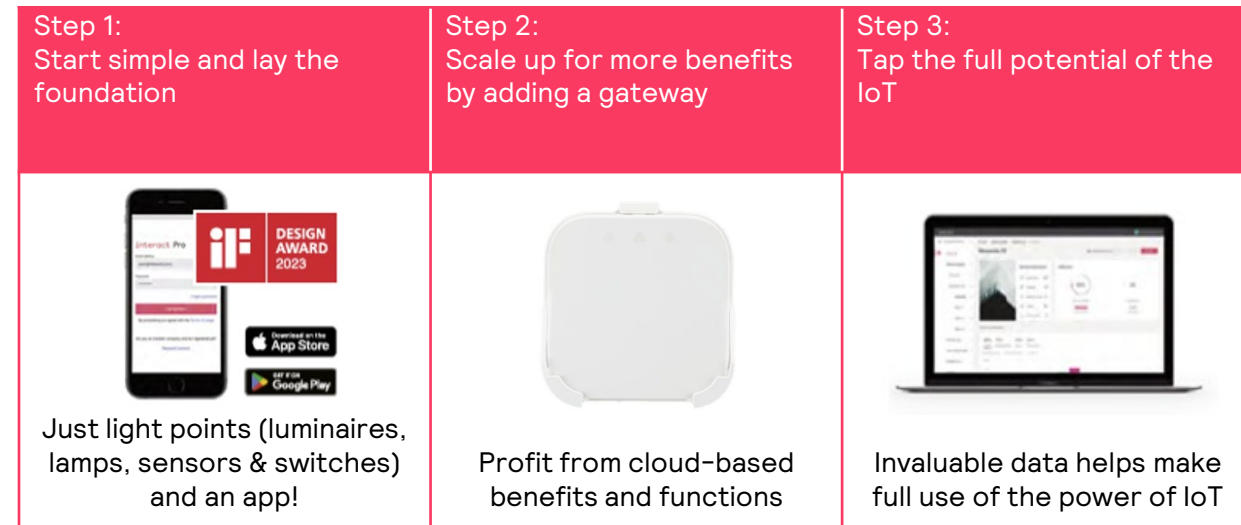 Step 1:
Start simple and lay the
foundation
Step 2:
Scale up for more benefits
by adding a gateway
Step 3:
Tap the full potential of the
IoT
interact Pro
iF
DESIGN
AWARD
2023
Download on the
App Store
GET IT ON
Google Play
Just light points (luminaires,
lamps, sensors & switches)
and an app!
Profit from cloud-based
benefits and functions
Invaluable data helps make
full use of the power of IoT